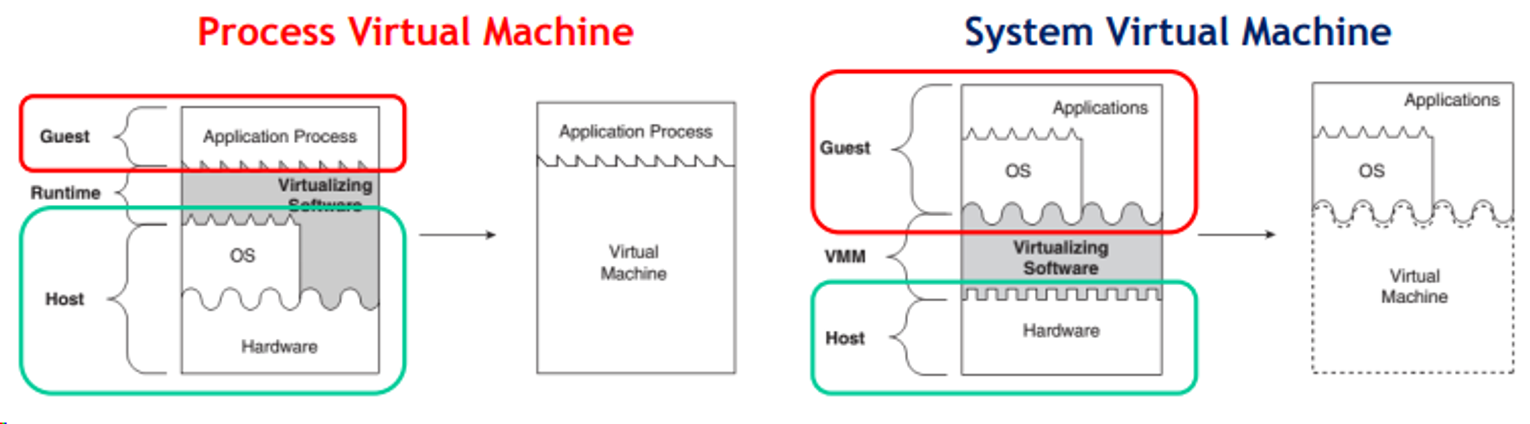 Process Virtual Machine
Guest
Application Process
Runtime
Virtualizing
Software
OS
Host
Hardware
Application Process
Virtual
Machine
System Virtual Machine
Applications
Guest
OS
VMM
Virtualizing
Software
Host
Hardware
Applications
OS
Virtual
Machine